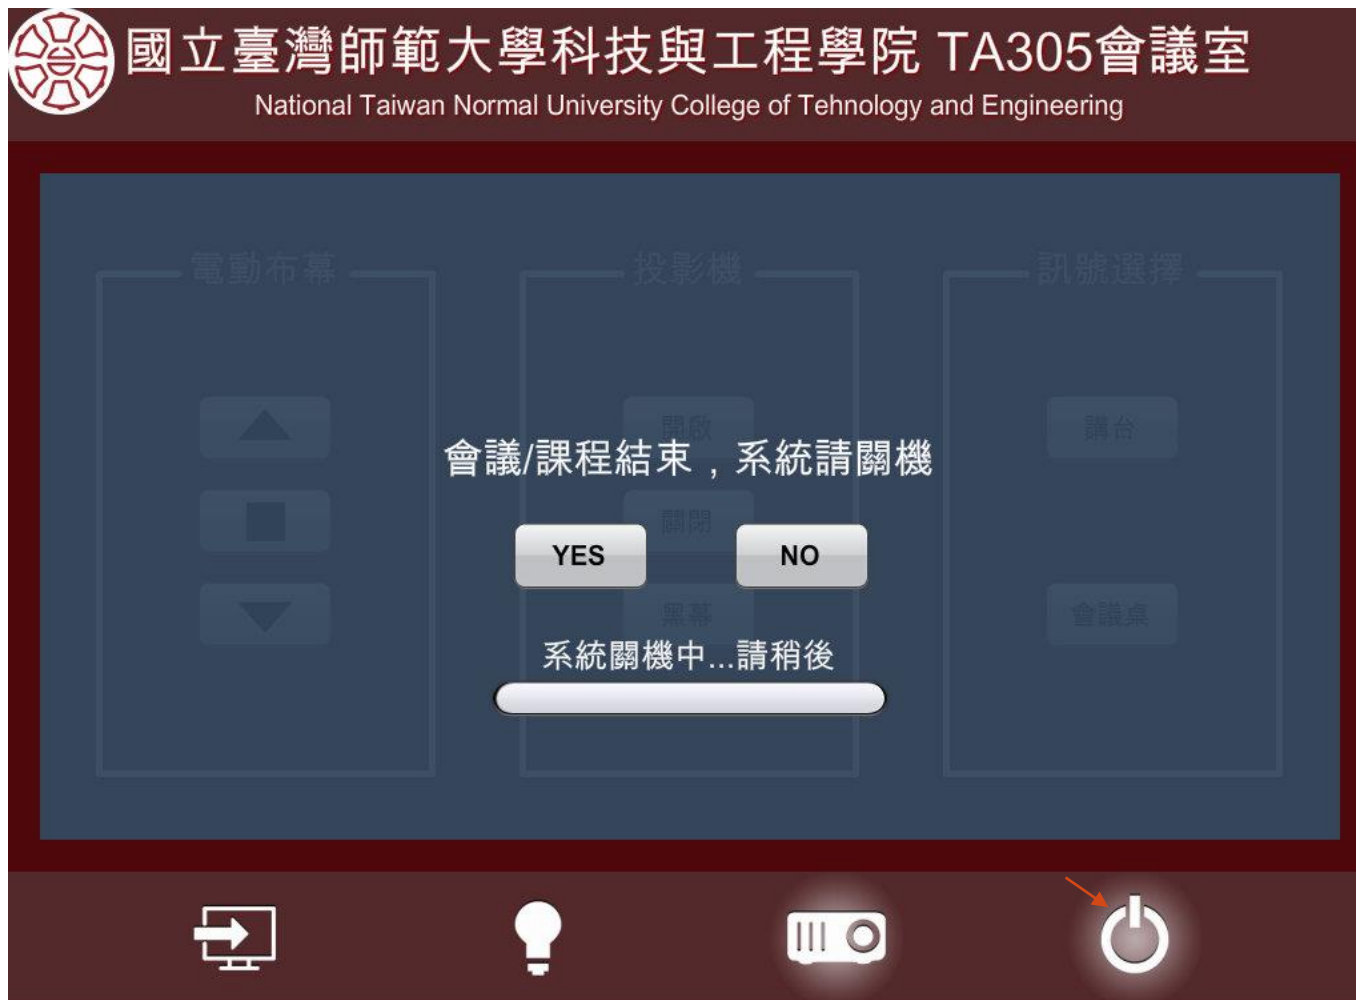 國立臺灣師範大學科技與工程學院 TA305會議室
National Taiwan Normal University College of Tehnology and Engineering
電動布幕
投影機
訊號選擇
開啟
講台
會議/課程結束，系統請關機
關閉
YES
NO
黑幕
會議桌
系統關機中...請稍後